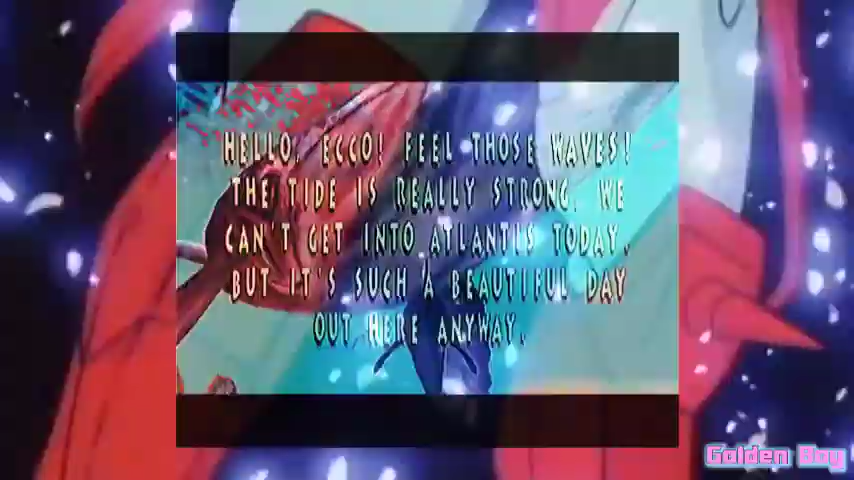 HELLO, ECCO! FEEL THOSE WAVES!
THE TIDE IS REALLY STRONG. WE
CAN'T GET INTO ATLANTIS TODAY.
BUT IT'S SUCH A BEAUTIFUL DAY
OUT HERE ANYWAY.
Golden Boy